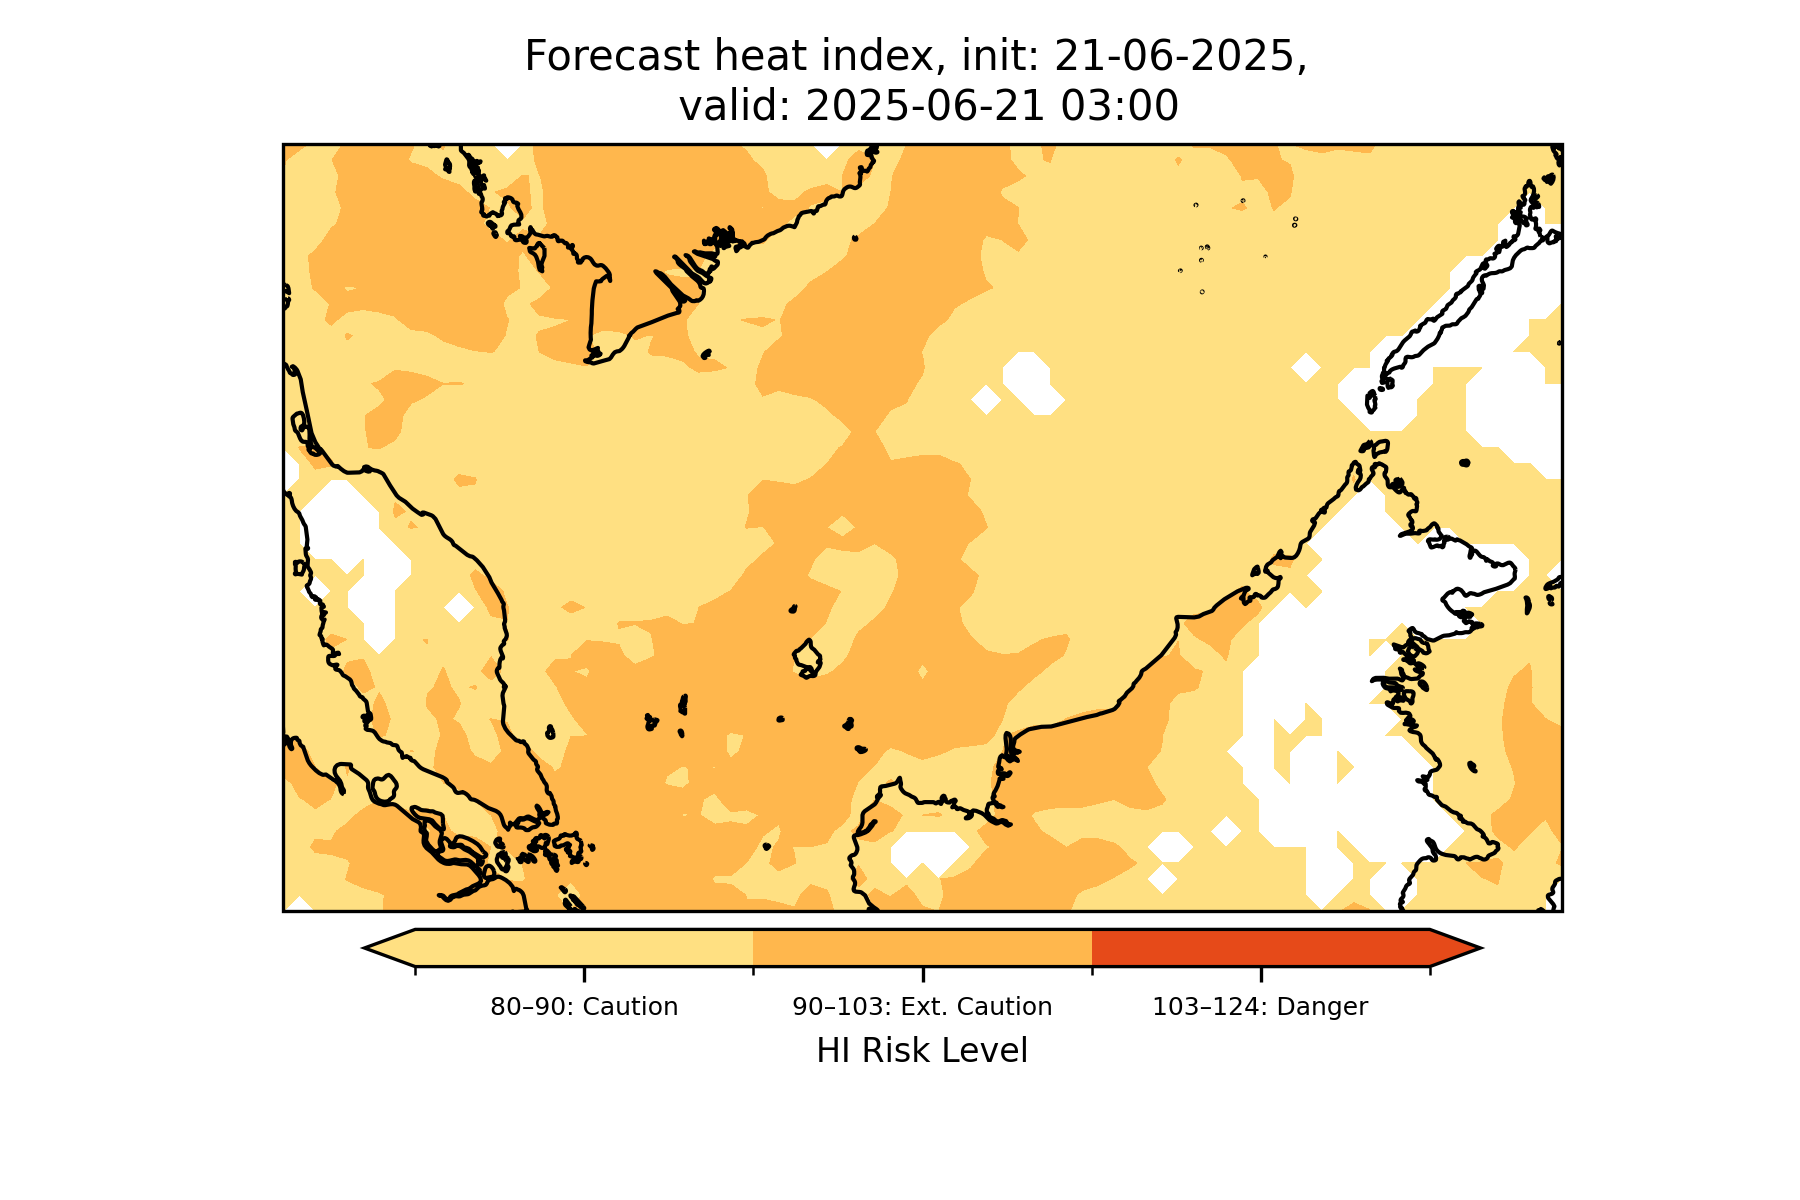 Forecast heat index, init: 21-06-2025,
valid: 2025-06-21 03:00
80–90: Caution
90–103: Ext. Caution
103–124: Danger
HI Risk Level